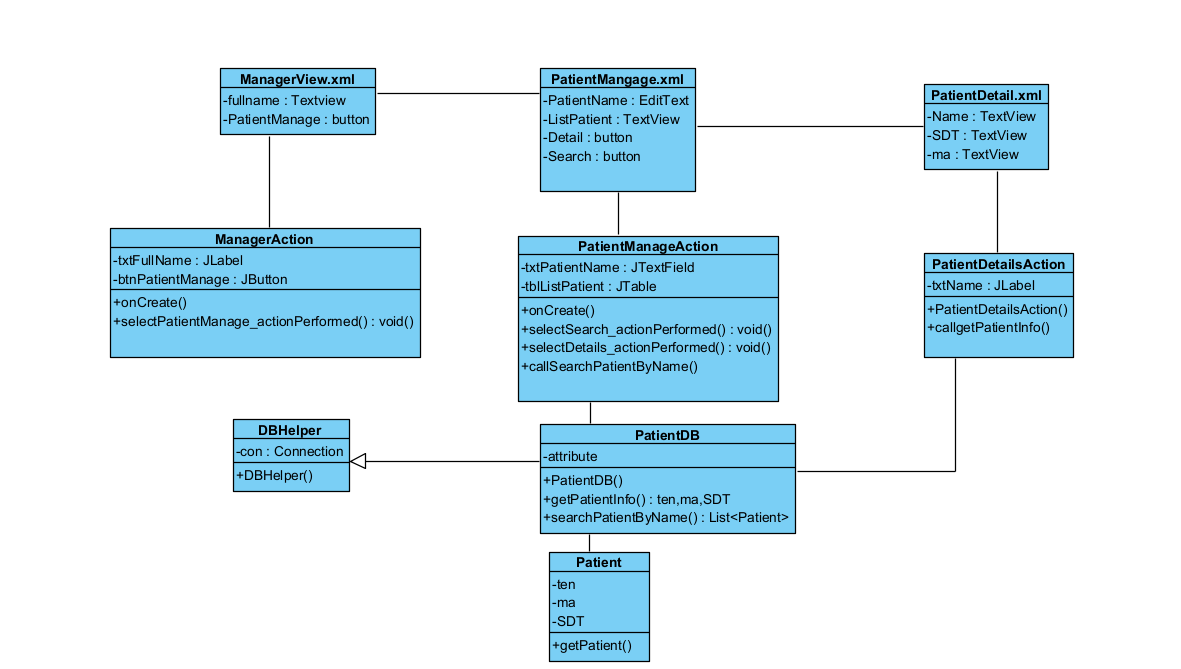 ManagerView.xml
-fullname : Textview
-PatientManage : button
PatientMangage.xml
-PatientName : EditText
-ListPatient : TextView
-Detail : button
-Search : button
PatientDetail.xml
-Name : TextView
-SDT : TextView
-ma : TextView
ManagerAction
-txtFullName : JLabel
-btnPatientManage : JButton
+onCreate()
+selectPatientManage_actionPerformed() : void()
PatientManageAction
-txtPatientName : JTextField
-tblListPatient : JTable
+onCreate()
+selectSearch_actionPerformed() : void()
+selectDetails_actionPerformed() : void()
+callSearchPatientByName()
PatientDetailsAction
-txtName : JLabel
+PatientDetailsAction()
+callgetPatientInfo()
DBHelper
-con : Connection
+DBHelper()
PatientDB
-attribute
+PatientDB()
+getPatientInfo() : ten,ma,SDT
+searchPatientByName() : List<Patient>
Patient
-ten
-ma
-SDT
+getPatient()